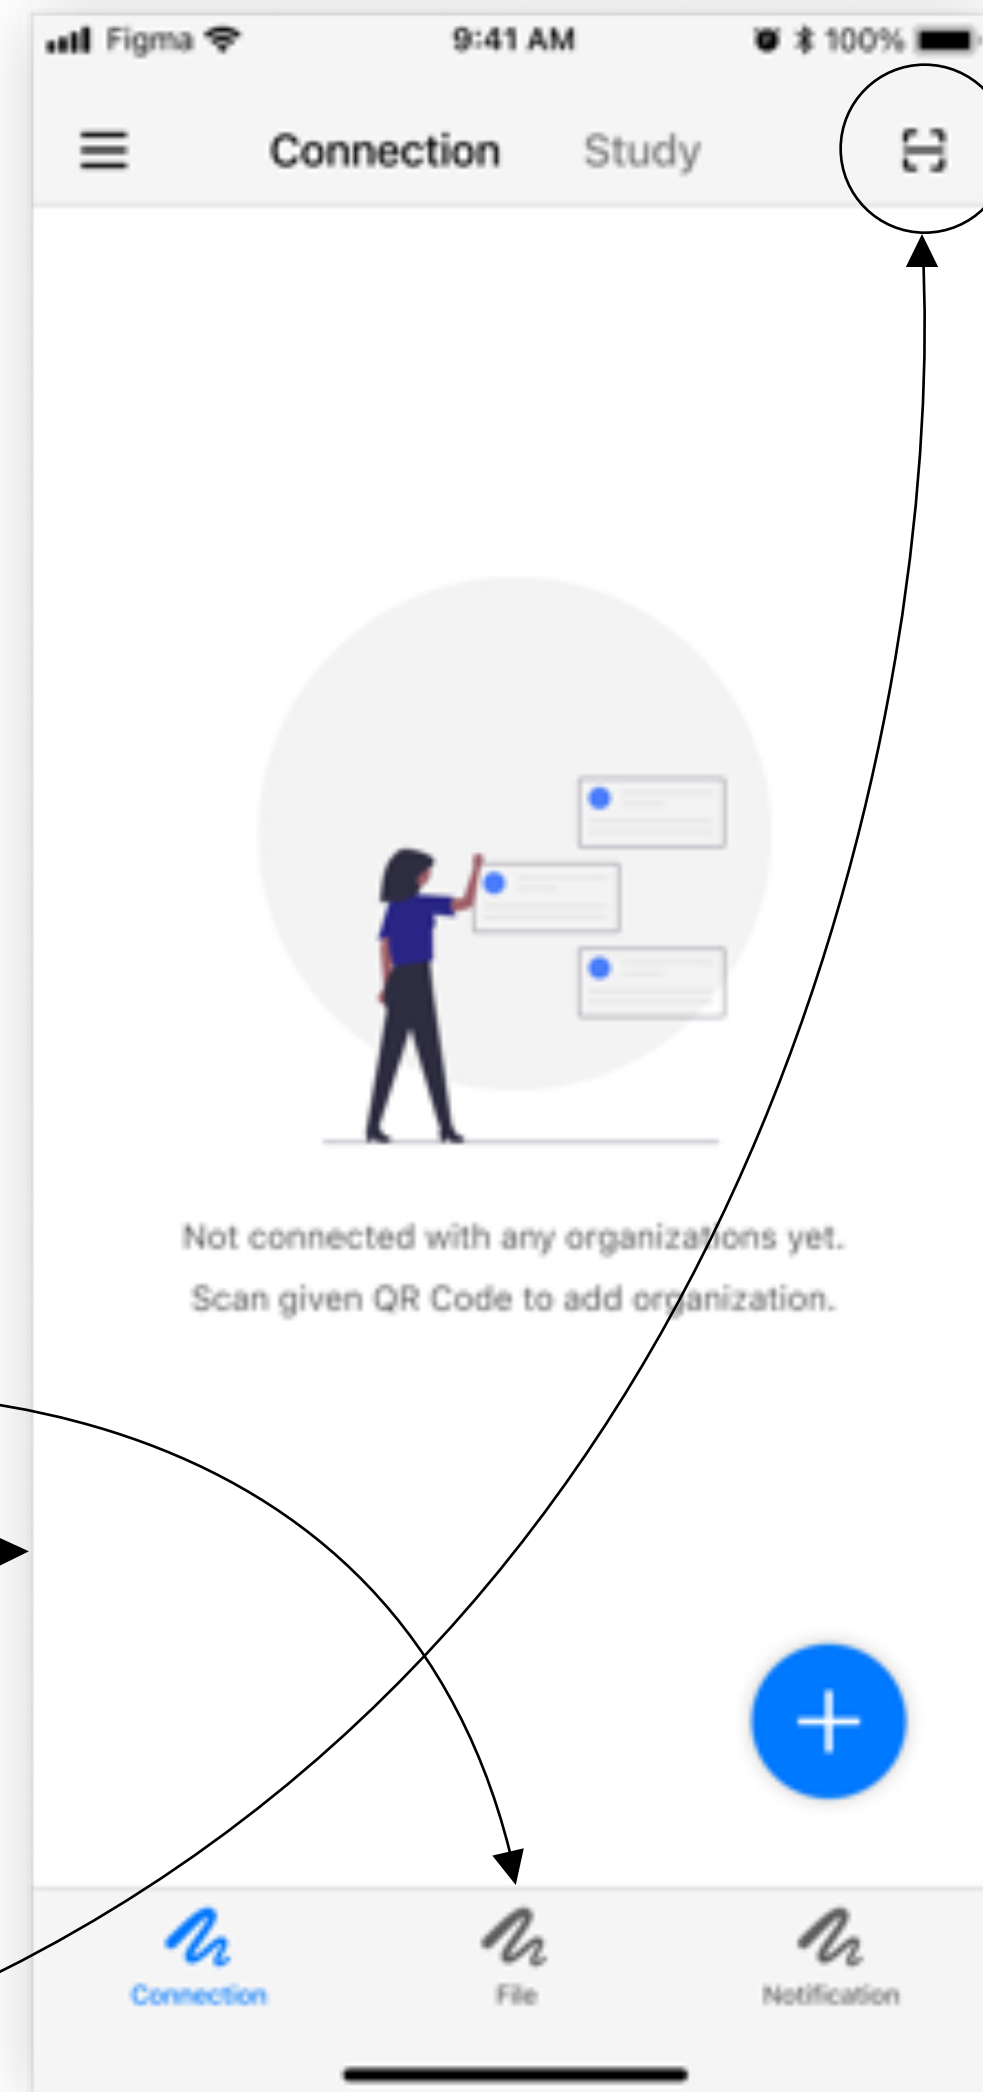 Figma 9:41 AM 100%
Connection Study
Not connected with any organizations yet.
Scan given QR Code to add organization.
Connection File Notification